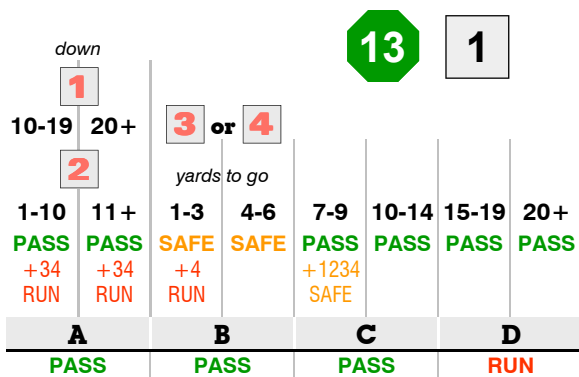 13 1
down
1
10-19 20+ 3 or 4
2 yards to go
1-10 11+ 1-3 4-6 7-9 10-14 15-19 20+
PASS PASS SAFE SAFE PASS PASS PASS PASS
+34 +34 +4 +1234
RUN RUN RUN SAFE
A B C D
PASS PASS PASS RUN